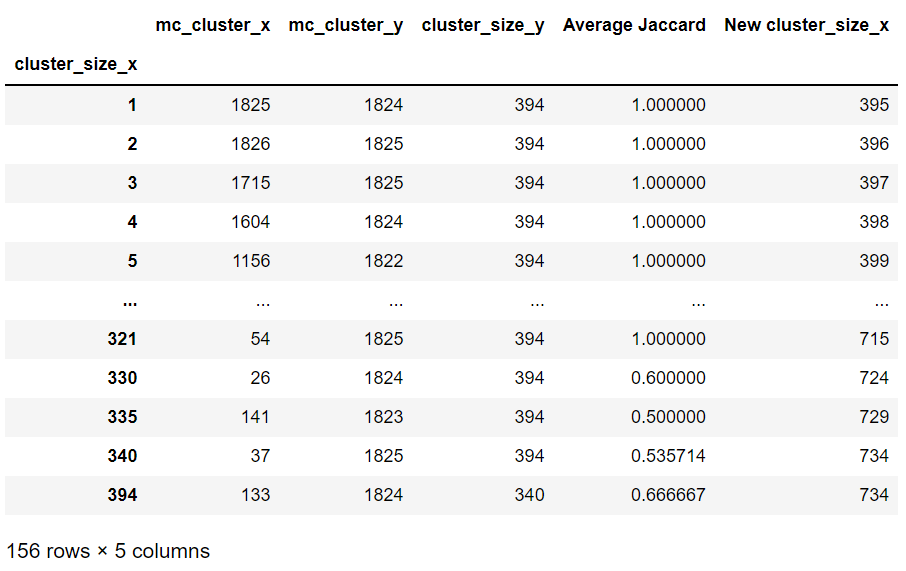 mc_cluster_x mc_cluster_y cluster_size_y Average Jaccard New cluster_size_x
cluster_size_x
1 1825 1824 394 1.000000 395
2 1826 1825 394 1.000000 396
3 1715 1825 394 1.000000 397
4 1604 1824 394 1.000000 398
5 1156 1822 394 1.000000 399
... ... ... ... ... ...
321 54 1825 394 1.000000 715
330 26 1824 394 0.600000 724
335 141 1823 394 0.500000 729
340 37 1825 394 0.535714 734
394 133 1824 340 0.666667 734
156 rows × 5 columns